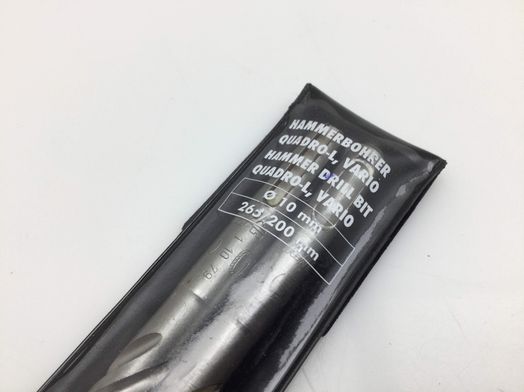 HAMMERBOHRER
QUADRO-L, VARIO
HAMMER DRILL BIT
QUADRO-L, VARIO
Ø 10 mm
265/200 mm